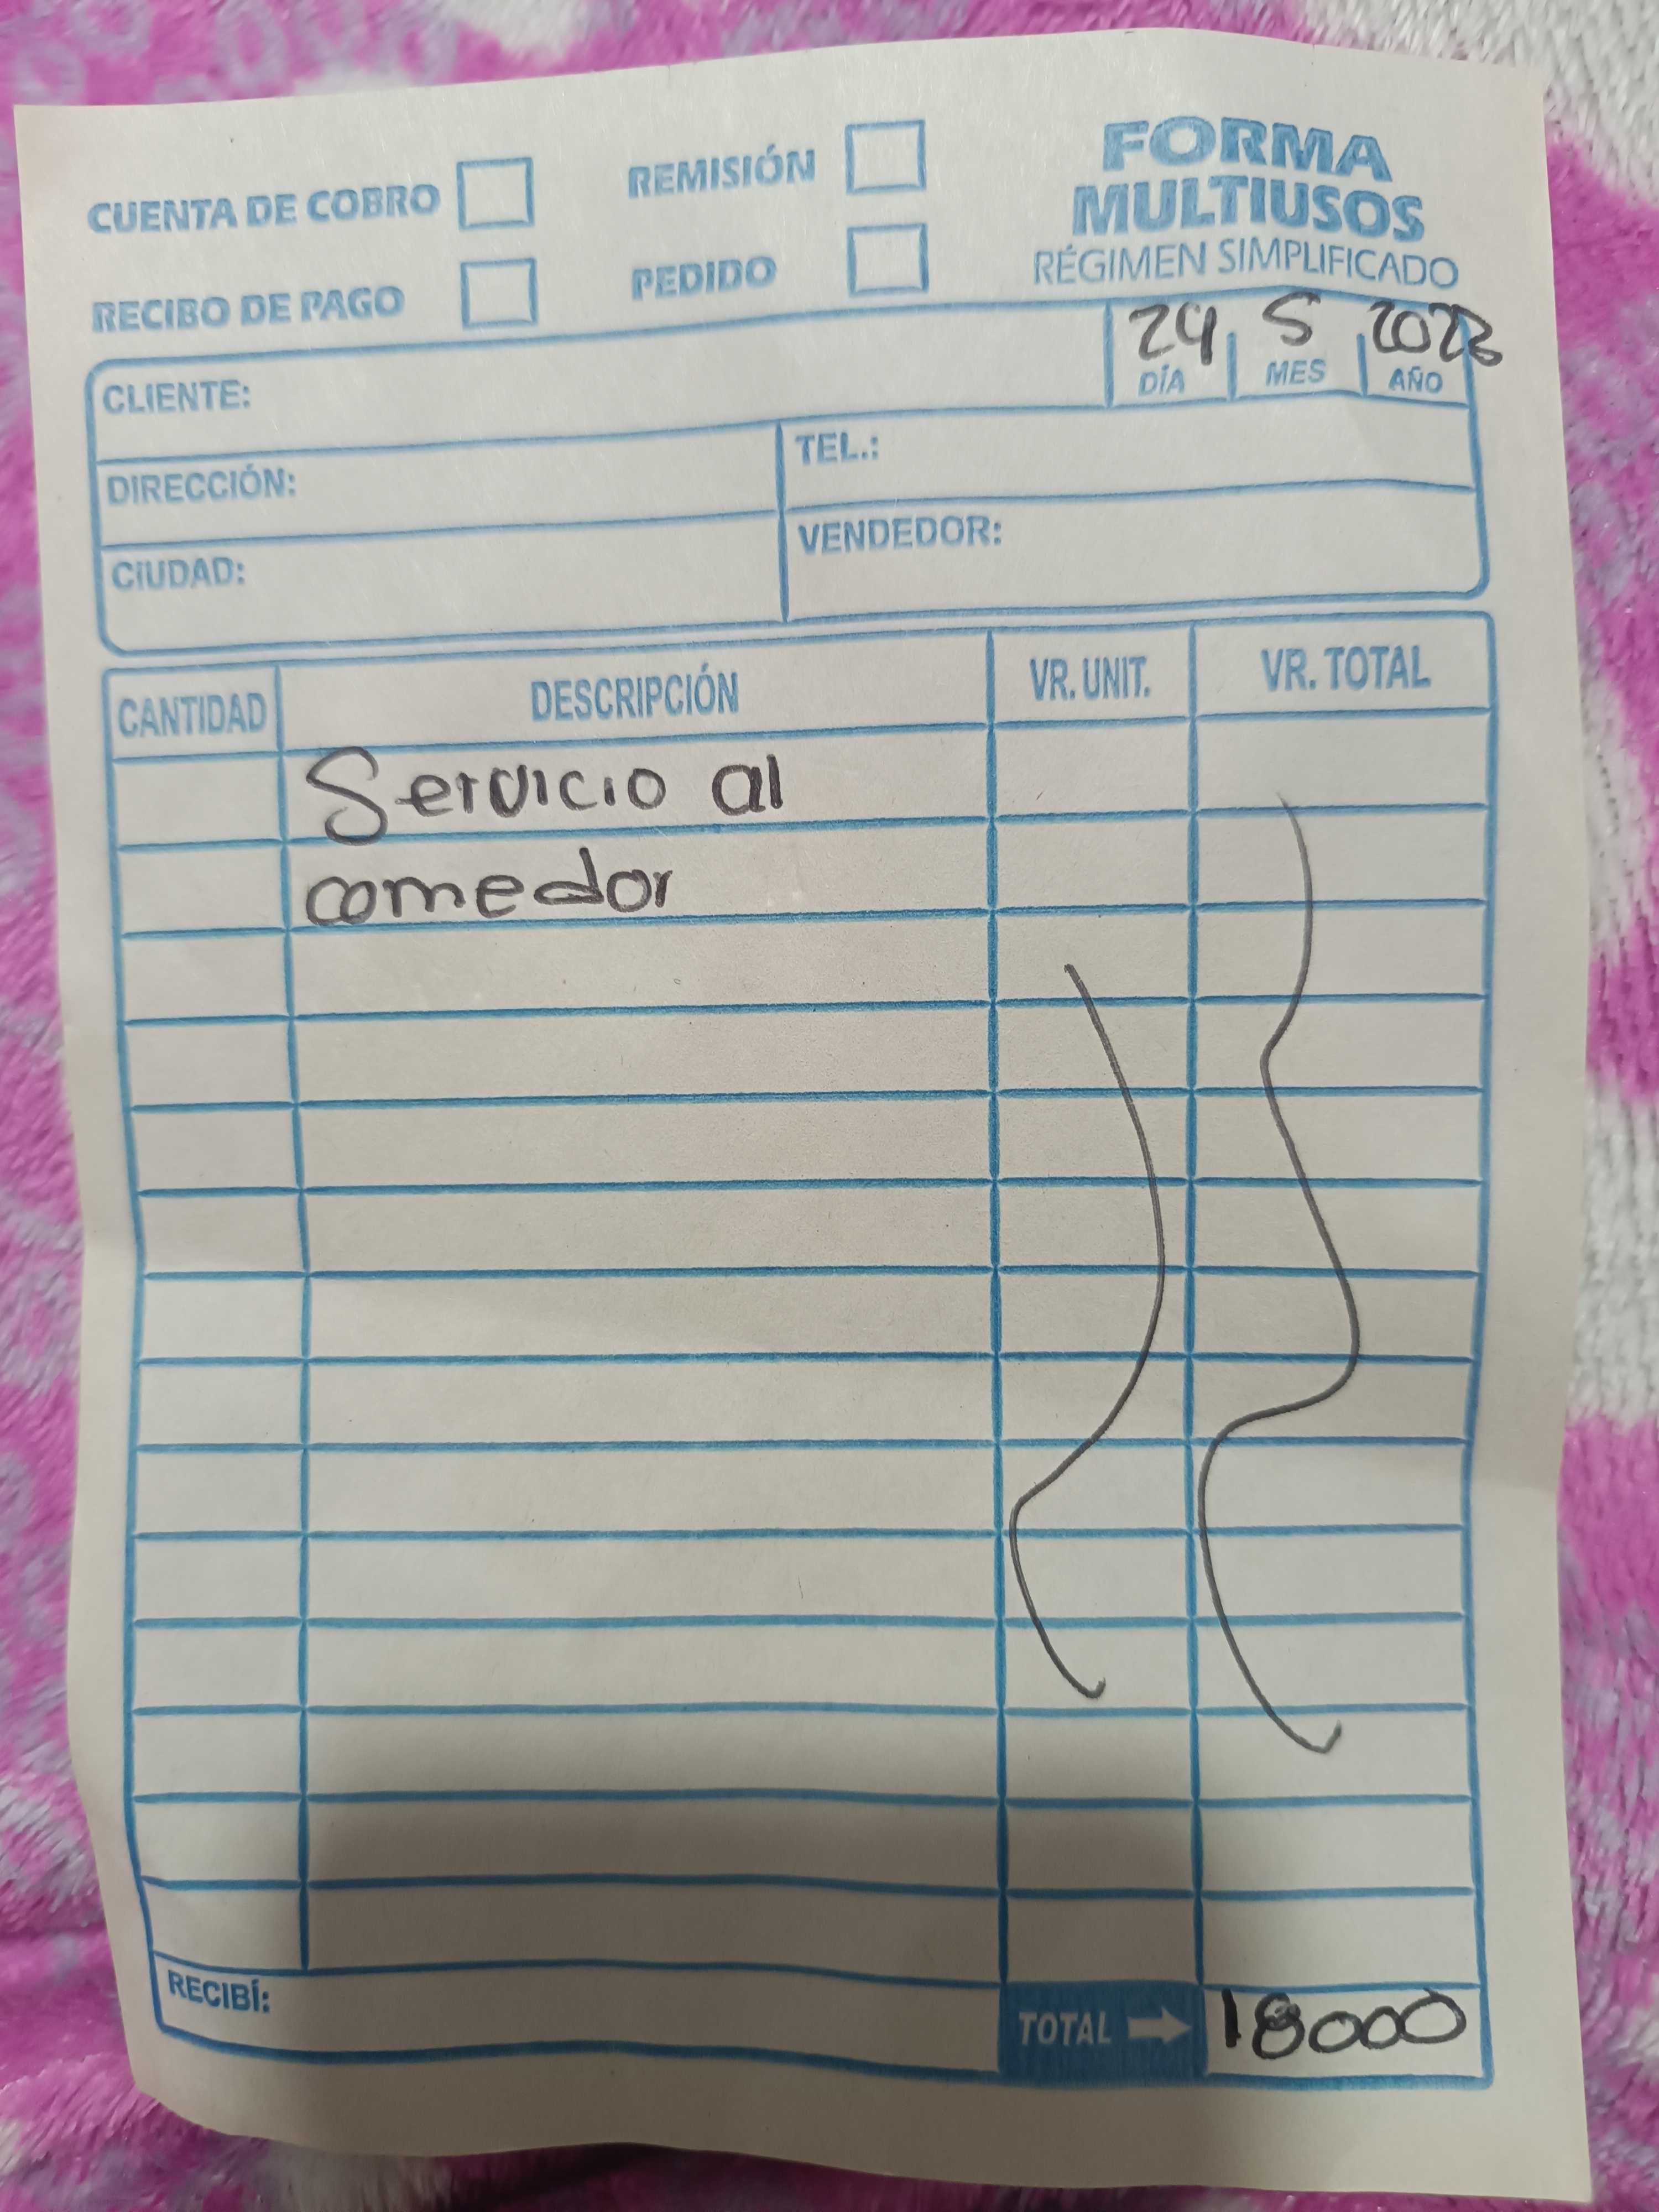 CUENTA DE COBRO
REMISIÓN
RECIBO DE PAGO
PEDIDO
FORMA
MULTIUSOS
RÉGIMEN SIMPLIFICADO
24 5 2023
DÍA MES AÑO
CLIENTE:
DIRECCIÓN:
TEL.:
CIUDAD:
VENDEDOR:
CANTIDAD DESCRIPCIÓN VR. UNIT. VR. TOTAL
Servicio al
comedor
RECIBÍ:
TOTAL 18000